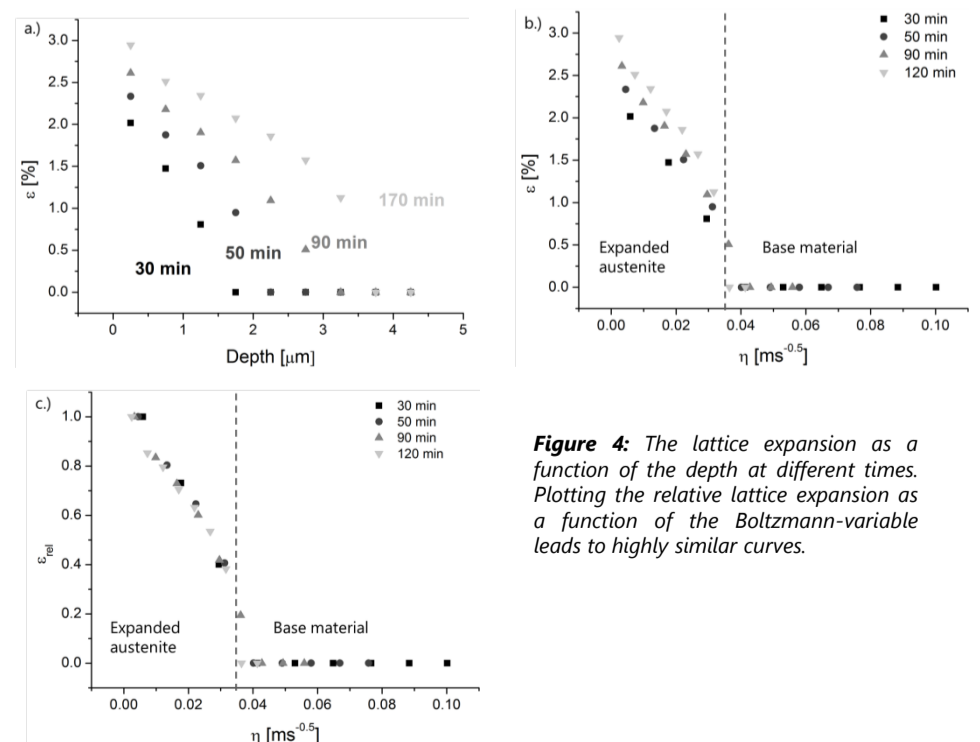 a.)
3.0
2.5
2.0
1.5
1.0
0.5
0.0
ε [%]
170 min
90 min
50 min
30 min
0
1
2
3
4
5
Depth [μm]
b.)
30 min
50 min
90 min
120 min
3.0
2.5
2.0
1.5
1.0
0.5
0.0
ε [%]
Expanded
austenite
Base material
0.00
0.02
0.04
0.06
0.08
0.10
η [ms-0.5]
c.)
30 min
50 min
90 min
120 min
1.0
0.8
0.6
0.4
0.2
0.0
εrel
Expanded
austenite
Base material
0.00
0.02
0.04
0.06
0.08
0.10
η [ms-0.5]
Figure 4: The lattice expansion as a
function of the depth at different times.
Plotting the relative lattice expansion as
a function of the Boltzmann-variable
leads to highly similar curves.